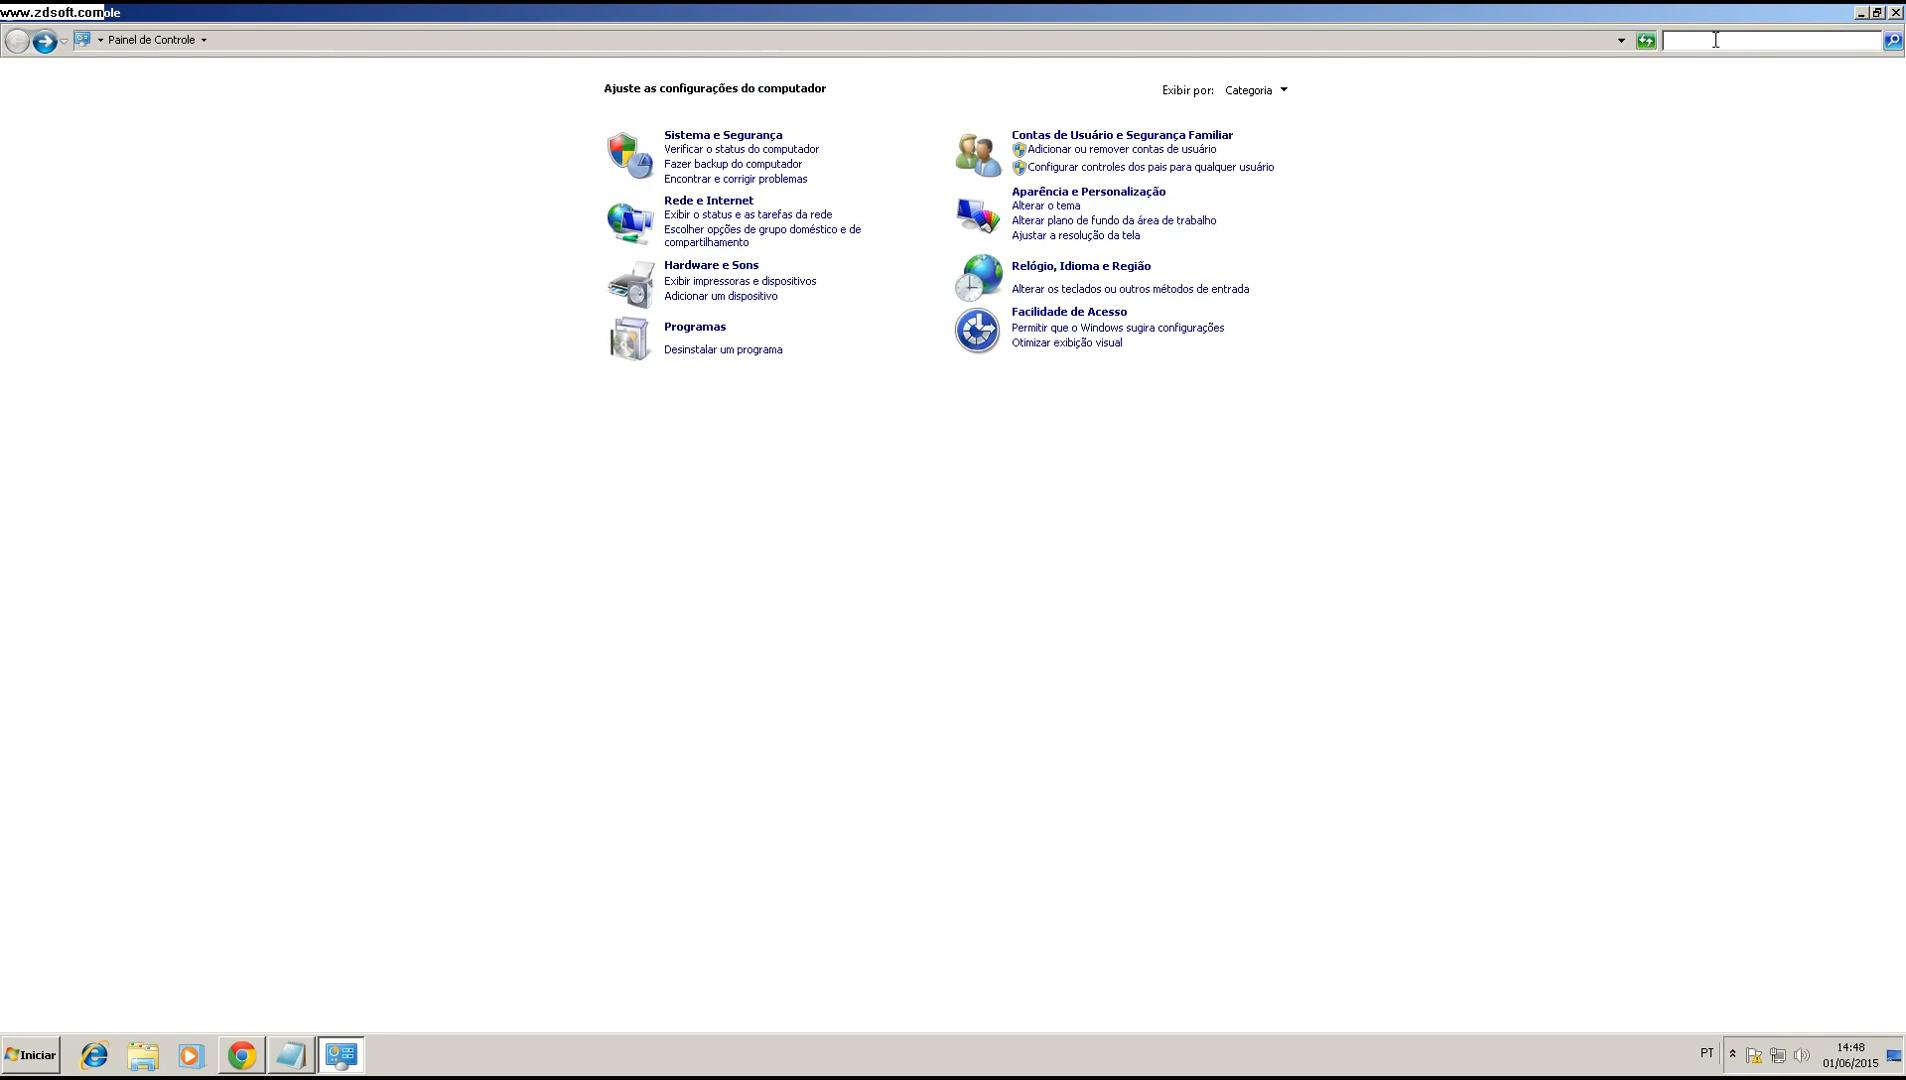 www.zdsoft.comole
Painel de Controle
Ajuste as configurações do computador
Exibir por: Categoria
Sistema e Segurança
Verificar o status do computador
Fazer backup do computador
Encontrar e corrigir problemas
Rede e Internet
Exibir o status e as tarefas da rede
Escolher opções de grupo doméstico e de
compartilhamento
Hardware e Sons
Exibir impressoras e dispositivos
Adicionar um dispositivo
Programas
Desinstalar um programa
Contas de Usuário e Segurança Familiar
Adicionar ou remover contas de usuário
Configurar controles dos pais para qualquer usuário
Aparência e Personalização
Alterar o tema
Alterar plano de fundo da área de trabalho
Ajustar a resolução da tela
Relógio, Idioma e Região
Alterar os teclados ou outros métodos de entrada
Facilidade de Acesso
Permitir que o Windows sugira configurações
Otimizar exibição visual
Iniciar
PT
14:48
01/06/2015